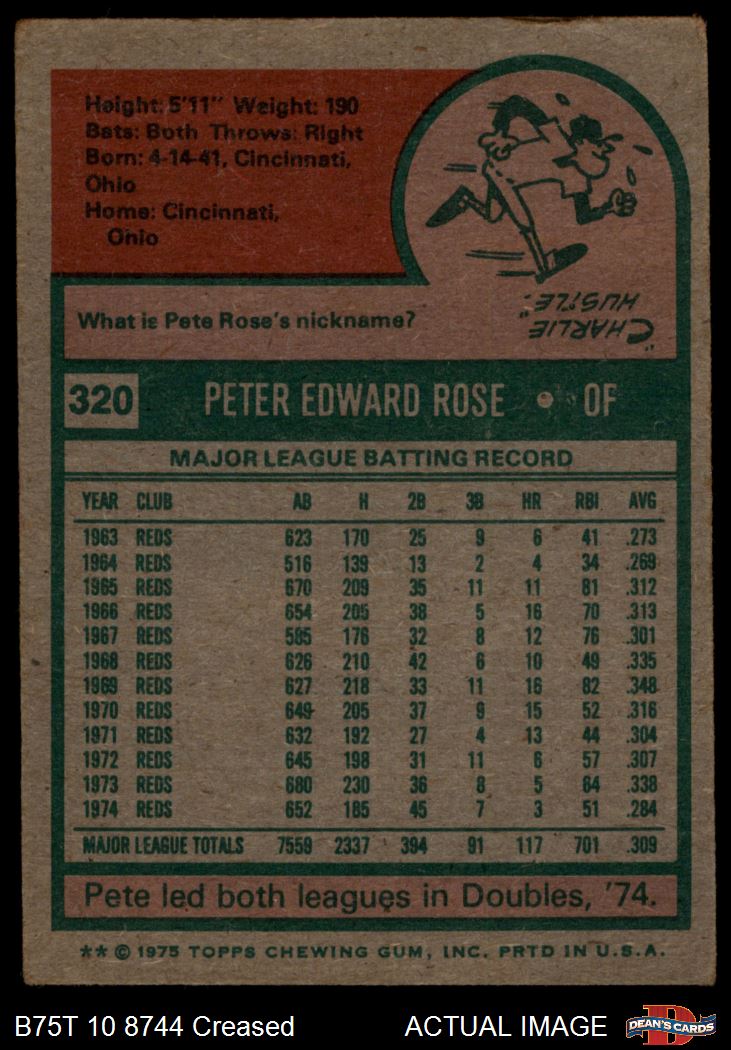 Height: 5'11" Weight: 190
Bats: Both Throws: Right
Born: 4-14-41, Cincinnati,
Ohio
Home: Cincinnati,
Ohio
What is Pete Rose's nickname?
"CHARLIE
HUSTLE."
320 PETER EDWARD ROSE • OF
MAJOR LEAGUE BATTING RECORD
YEAR CLUB AB H 2B 3B HR RBI AVG
1963 REDS 623 170 25 9 6 41 .273
1964 REDS 516 139 13 2 4 34 .269
1965 REDS 670 209 35 11 11 81 .312
1966 REDS 654 205 38 5 16 70 .313
1967 REDS 585 176 32 8 12 76 .301
1968 REDS 626 210 42 6 10 49 .335
1969 REDS 627 218 33 11 16 82 .348
1970 REDS 649 205 37 9 15 52 .316
1971 REDS 632 192 27 4 13 44 .304
1972 REDS 645 198 31 11 6 57 .307
1973 REDS 680 230 36 8 5 64 .338
1974 REDS 652 185 45 7 3 51 .284
MAJOR LEAGUE TOTALS 7559 2337 394 91 117 701 .309
Pete led both leagues in Doubles, '74.
** © 1975 TOPPS CHEWING GUM, INC. PRTD IN U.S.A.
B75T 10 8744 Creased ACTUAL IMAGE
D
DEAN'S CARDS